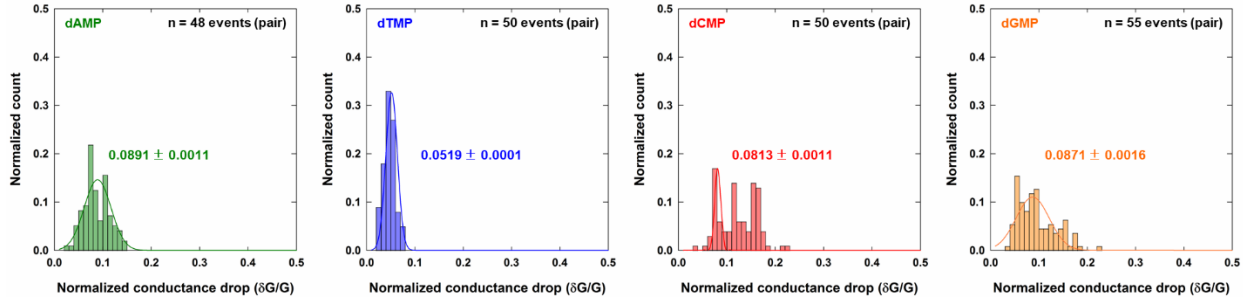 dAMP n = 48 events (pair)
0.5
0.4
0.3
0.2
0.1
0.0
Normalized count
0.0891 ± 0.0011
0.0 0.1 0.2 0.3 0.4 0.5
Normalized conductance drop (δG/G)
dTMP n = 50 events (pair)
0.5
0.4
0.3
0.2
0.1
0.0
Normalized count
0.0519 ± 0.0001
0.0 0.1 0.2 0.3 0.4 0.5
Normalized conductance drop (δG/G)
dCMP n = 50 events (pair)
0.5
0.4
0.3
0.2
0.1
0.0
Normalized count
0.0813 ± 0.0011
0.0 0.1 0.2 0.3 0.4 0.5
Normalized conductance drop (δG/G)
dGMP n = 55 events (pair)
0.5
0.4
0.3
0.2
0.1
0.0
Normalized count
0.0871 ± 0.0016
0.0 0.1 0.2 0.3 0.4 0.5
Normalized conductance drop (δG/G)